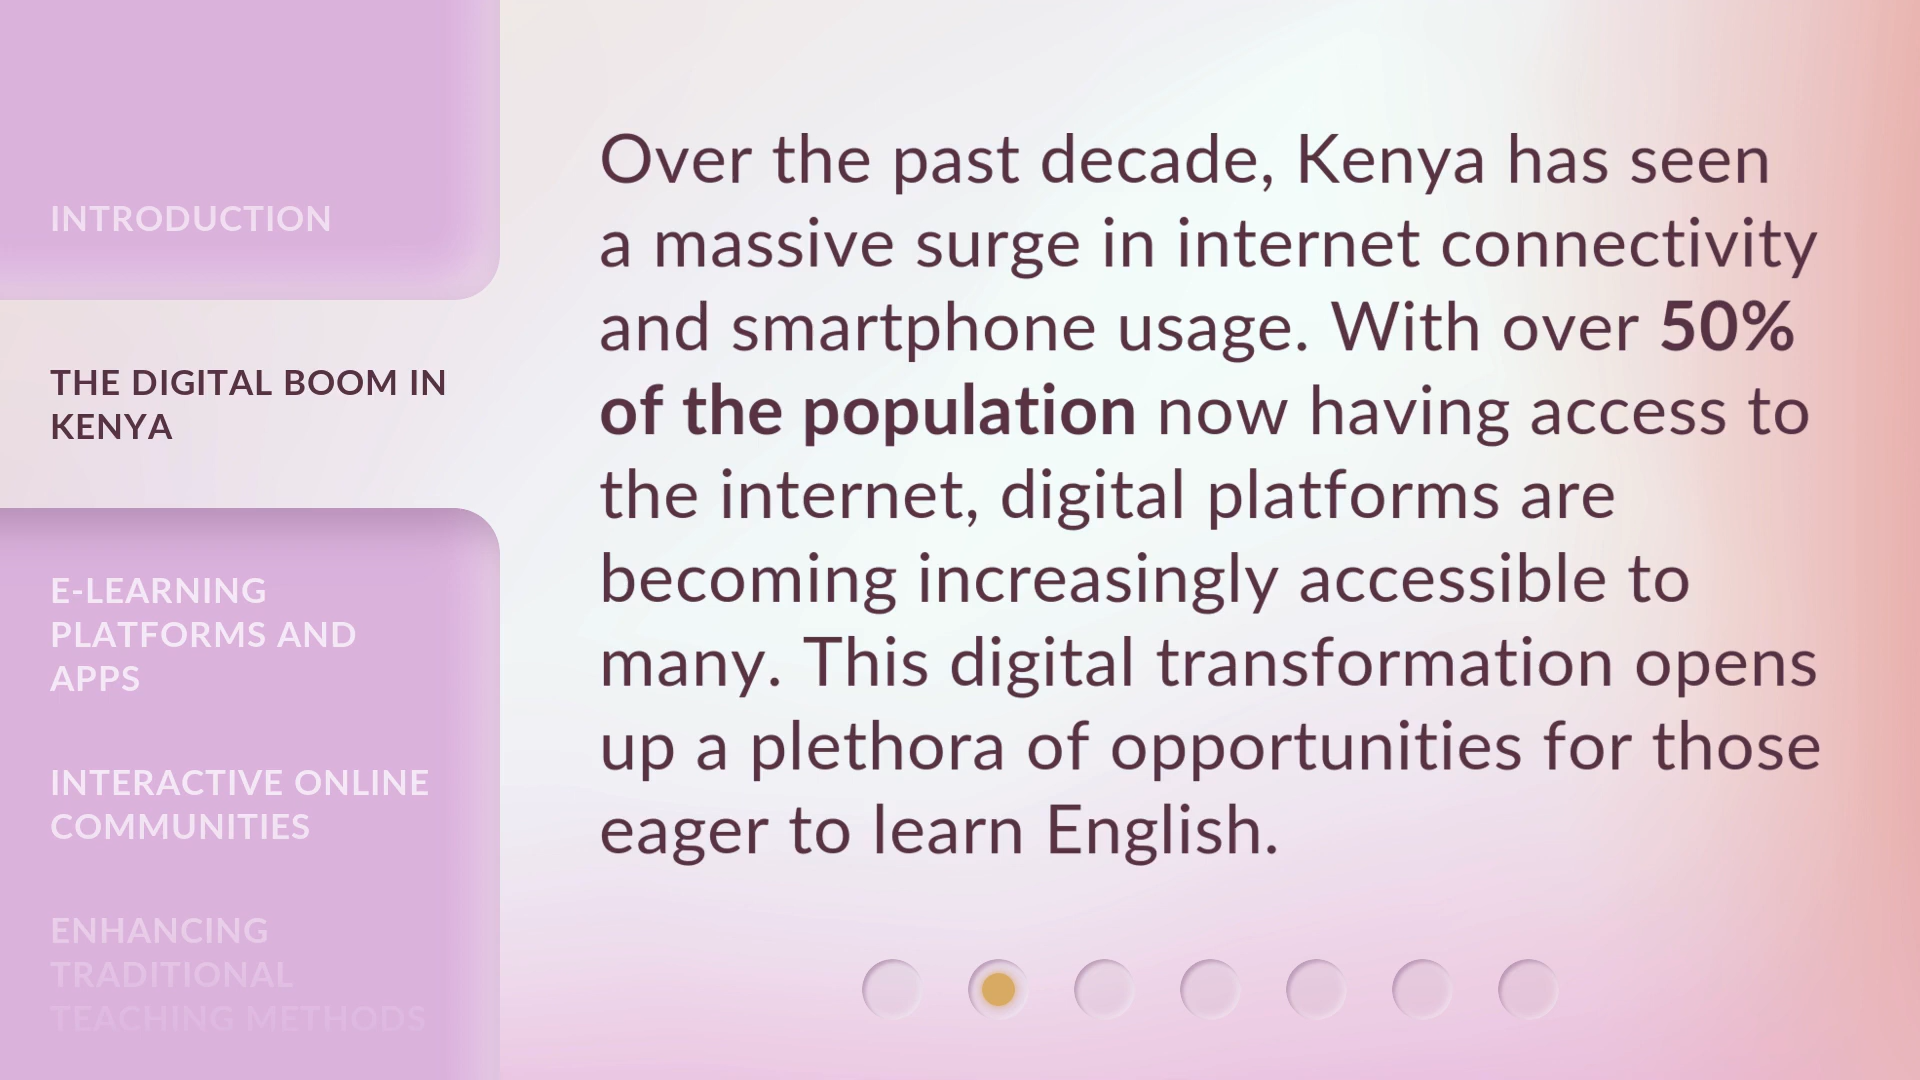 INTRODUCTION
THE DIGITAL BOOM IN
KENYA
E-LEARNING
PLATFORMS AND
APPS
INTERACTIVE ONLINE
COMMUNITIES
ENHANCING
TRADITIONAL
TEACHING METHODS
Over the past decade, Kenya has seen
a massive surge in internet connectivity
and smartphone usage. With over 50%
of the population now having access to
the internet, digital platforms are
becoming increasingly accessible to
many. This digital transformation opens
up a plethora of opportunities for those
eager to learn English.